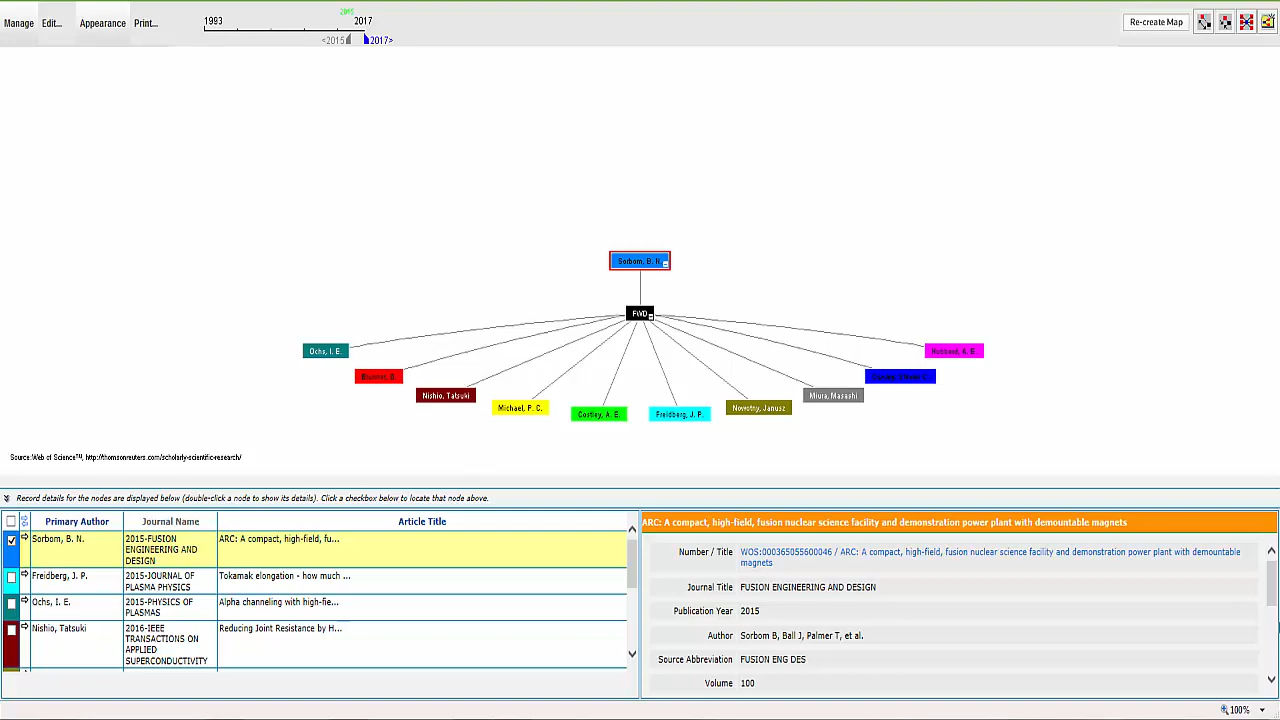 2015
1993
2017
Manage
Edit...
Appearance
Print...
Re-create Map
<2015
2017>
Sorbom, B. N.
FWD
Ochs, I. E.
Hubbard, A. E.
Nishio, Tatsuki
Miura, Masashi
Michael, P. C.
Nowotny, Janusz
Costley, A. E.
Freidberg, J. P.
Source:Web of Science™, http://thomsonreuters.com/scholarly-scientific-research/
Record details for the nodes are displayed below (double-click a node to show its details). Click a checkbox below to locate that node above.
Primary Author
Journal Name
Article Title
Sorbom, B. N.
2015-FUSION
ENGINEERING AND
DESIGN
ARC: A compact, high-field, fu...
Freidberg, J. P.
2015-JOURNAL OF
PLASMA PHYSICS
Tokamak elongation - how much ...
Ochs, I. E.
2015-PHYSICS OF
PLASMAS
Alpha channeling with high-fie...
Nishio, Tatsuki
2016-IEEE
TRANSACTIONS ON
APPLIED
SUPERCONDUCTIVITY
Reducing Joint Resistance by H...
ARC: A compact, high-field, fusion nuclear science facility and demonstration power plant with demountable magnets
Number / Title
WOS:000365055600046 / ARC: A compact, high-field, fusion nuclear science facility and demonstration power plant with demountable
magnets
Journal Title
FUSION ENGINEERING AND DESIGN
Publication Year
2015
Author
Sorbom B, Ball J, Palmer T, et al.
Source Abbreviation
FUSION ENG DES
Volume
100
100%